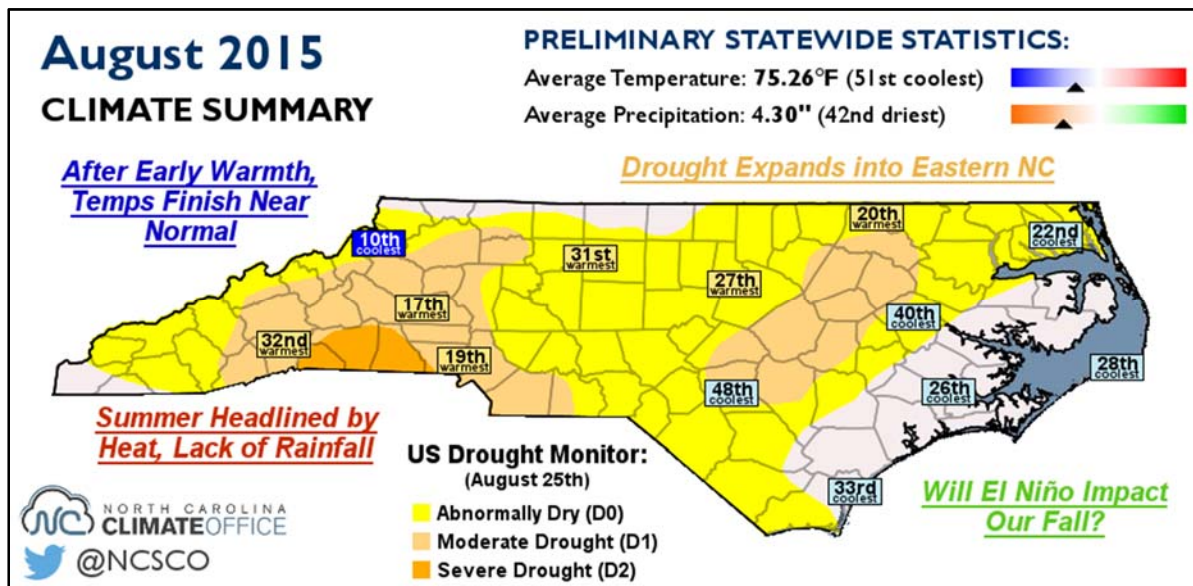 August 2015
CLIMATE SUMMARY
PRELIMINARY STATEWIDE STATISTICS:
Average Temperature: 75.26°F (51st coolest)
Average Precipitation: 4.30" (42nd driest)
After Early Warmth,
Temps Finish Near
Normal
Drought Expands into Eastern NC
10th
coolest
31st
warmest
20th
warmest
22nd
coolest
17th
warmest
27th
warmest
40th
coolest
32nd
warmest
19th
warmest
48th
coolest
26th
coolest
28th
coolest
33rd
coolest
Summer Headlined by
Heat, Lack of Rainfall
US Drought Monitor:
(August 25th)
Abnormally Dry (D0)
Moderate Drought (D1)
Severe Drought (D2)
Will El Niño Impact
Our Fall?
NC
NORTH CAROLINA
CLIMATEOFFICE
@NCSCO